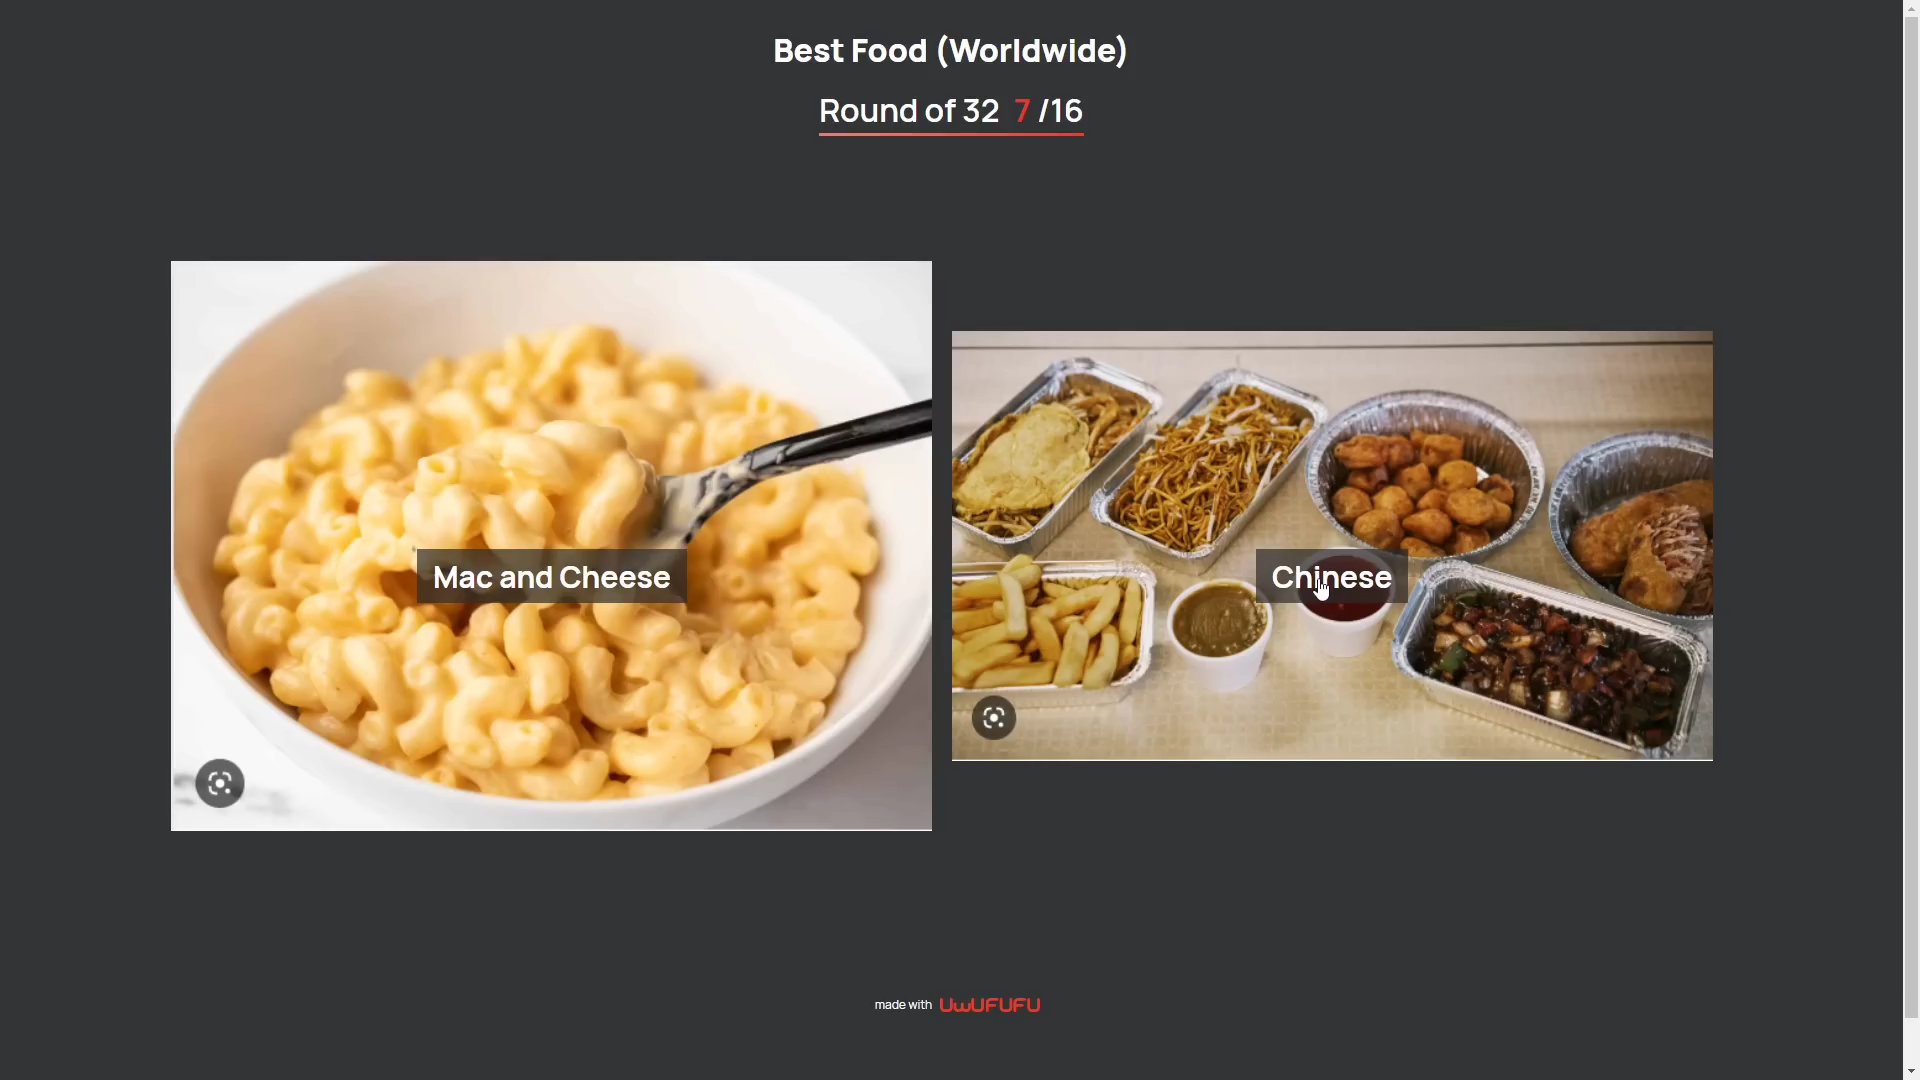 Best Food (Worldwide)
Round of 32 7 /16
Mac and Cheese
Chinese
made with UwUFUFU